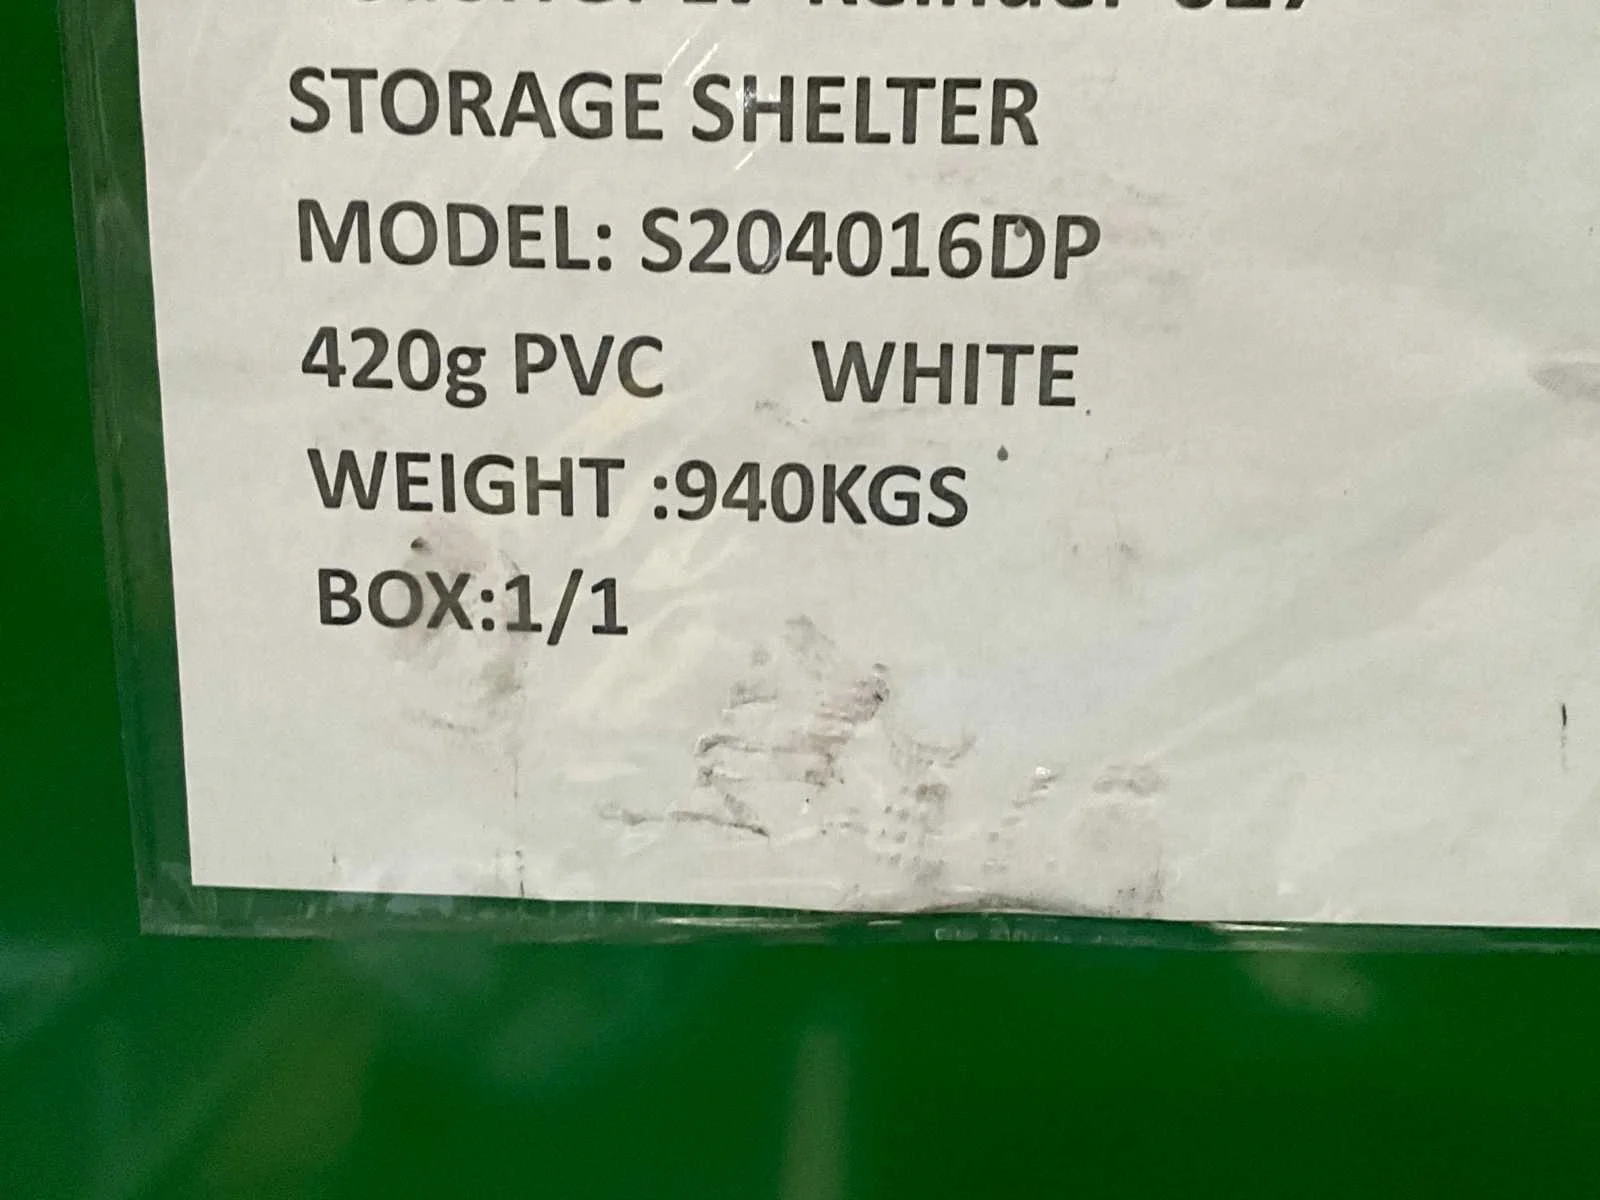 STORAGE SHELTER
MODEL: S204016DP
420g PVC WHITE
WEIGHT :940KGS
BOX:1/1